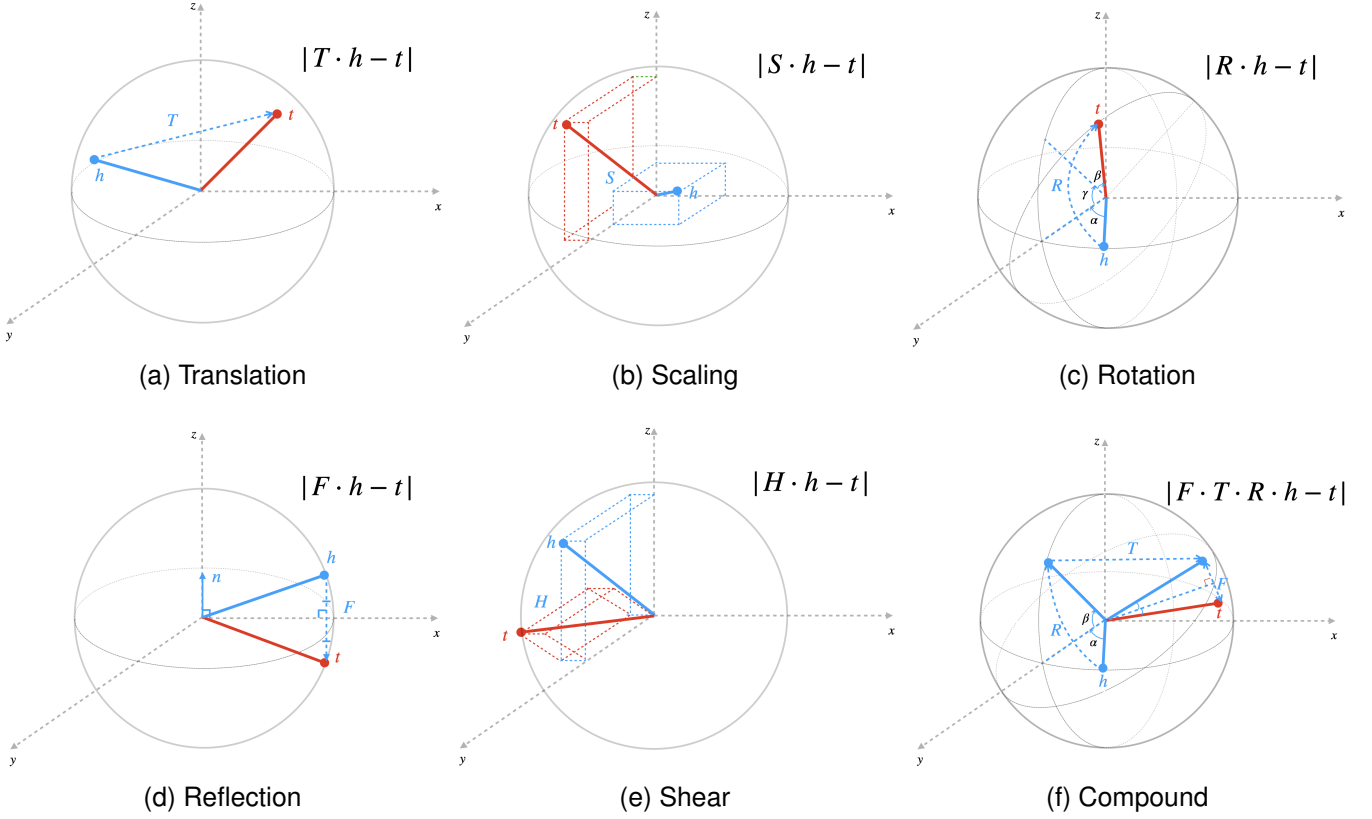 z
|T · h − t|
T
t
h
x
y
(a) Translation
z
|S · h − t|
t
S
h
x
y
(b) Scaling
z
|R · h − t|
t
β
R
γ
α
x
h
y
(c) Rotation
z
|F · h − t|
h
n
F
x
t
y
(d) Reflection
z
|H · h − t|
h
H
t
x
y
(e) Shear
z
|F · T · R · h − t|
T
F
t
β
R
α
x
h
y
(f) Compound